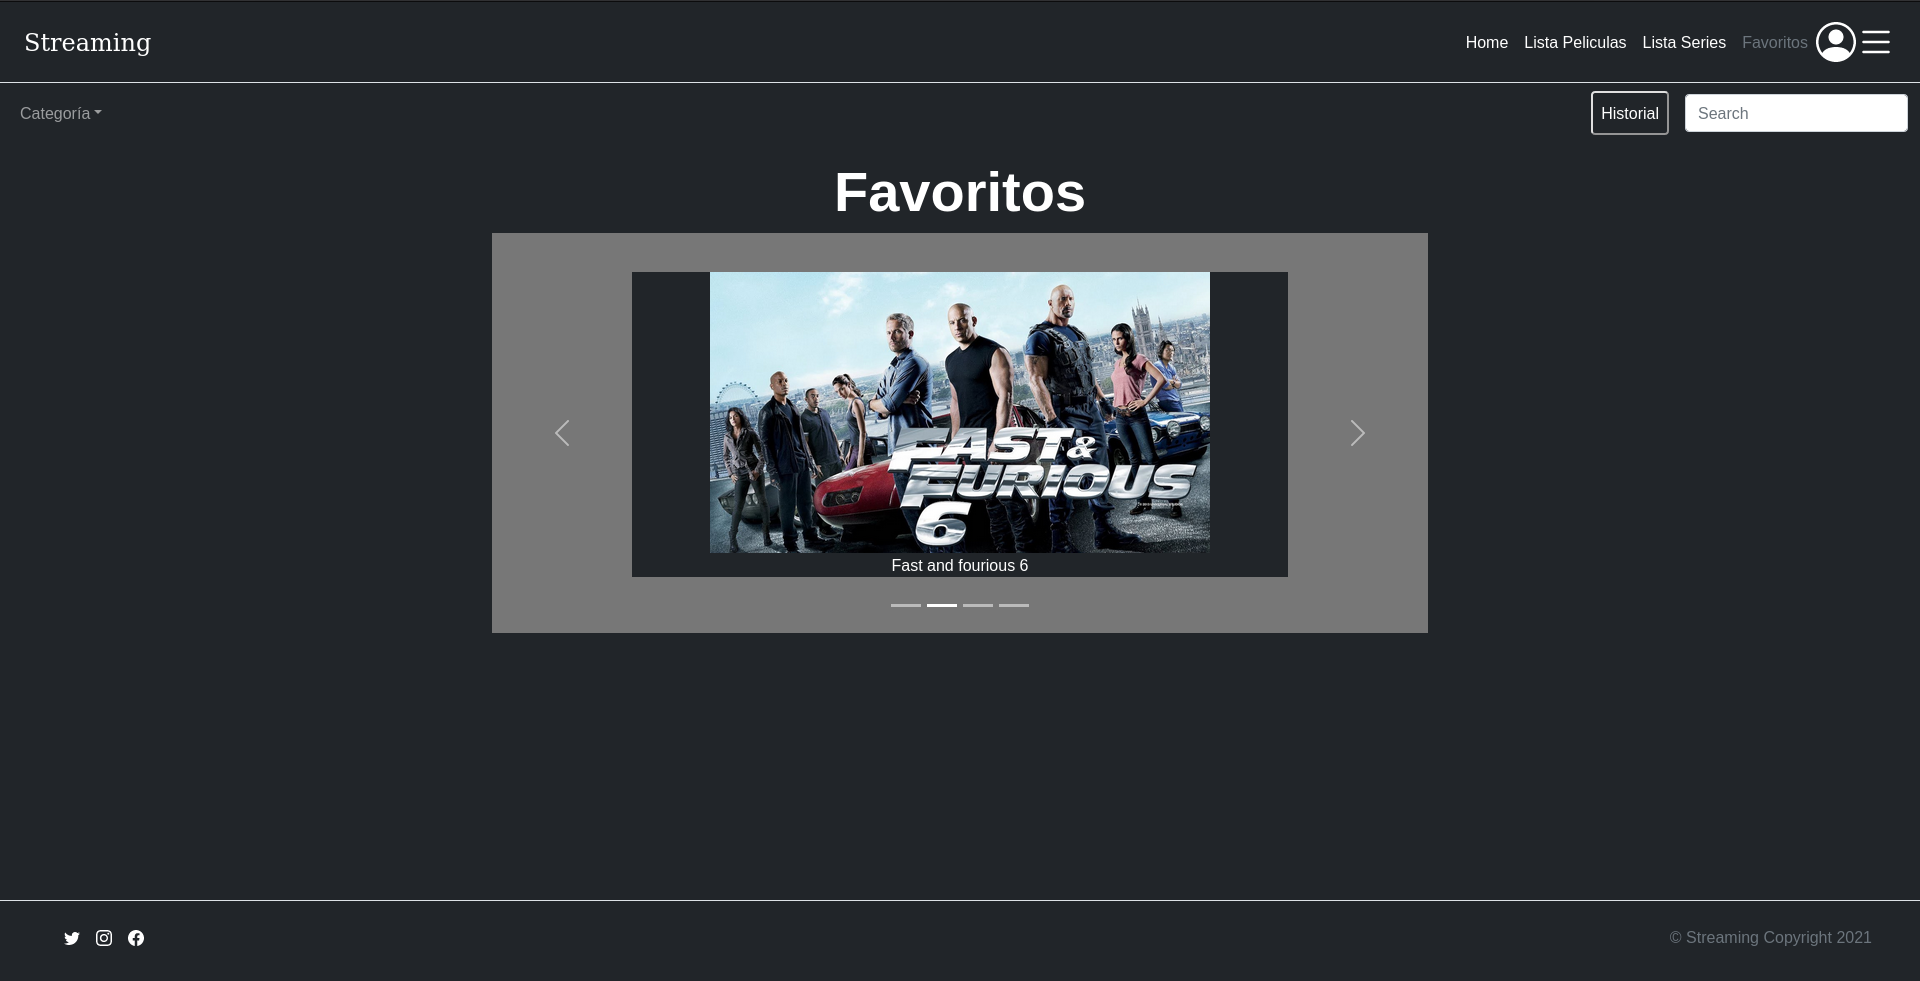 Streaming
Home Lista Peliculas Lista Series Favoritos
Categoría
Historial
Search
Favoritos
FAST &
FURIOUS
6
Fast and fourious 6
© Streaming Copyright 2021